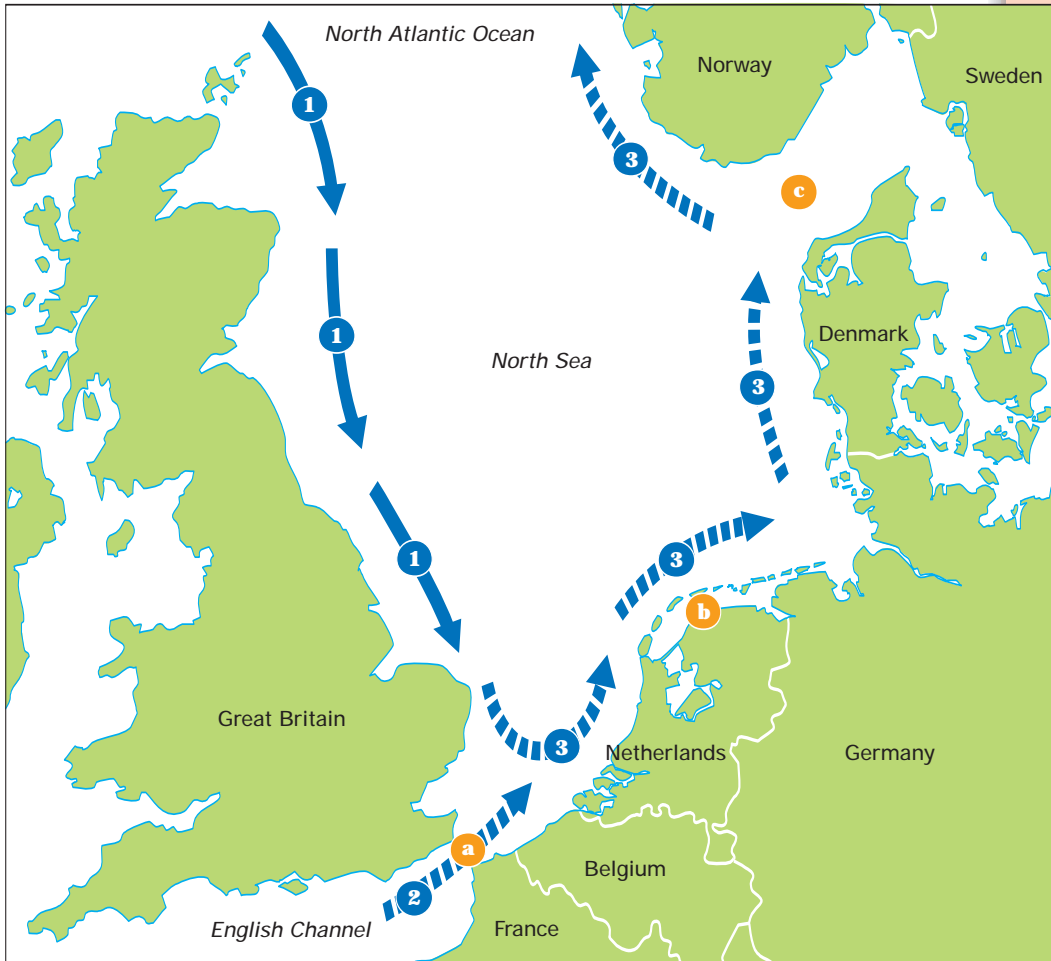 North Atlantic Ocean
Norway
Sweden
1
3
c
1
Denmark
North Sea
3
1
3
b
Great Britain
3
Netherlands
Germany
a
Belgium
2
English Channel
France